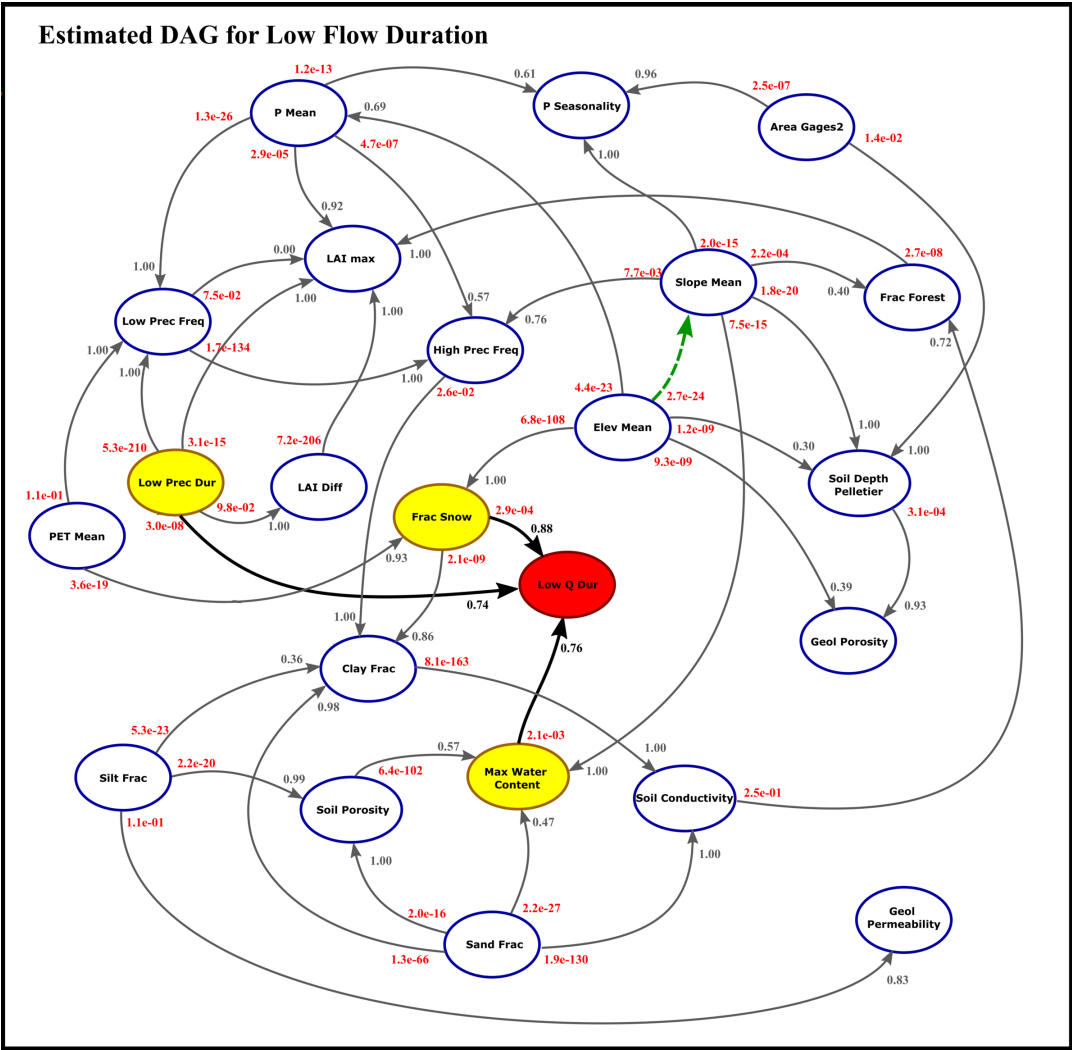 Estimated DAG for Low Flow Duration
1.2e-13
0.61
0.96
2.5e-07
P Mean
0.69
P Seasonality
Area Gages2
1.3e-26
2.9e-05
4.7e-07
1.4e-02
1.00
0.92
0.00
LAI max
1.00
2.0e-15
2.2e-04
2.7e-08
1.00
7.5e-02
1.00
7.7e-03
Slope Mean
1.8e-20
0.40
Frac Forest
Low Prec Freq
1.00
0.57
0.76
7.5e-15
0.72
1.00
1.7e-134
High Prec Freq
1.00
1.00
2.6e-02
4.4e-23
2.7e-24
6.8e-108
Elev Mean
1.2e-09
0.30
1.00
1.00
5.3e-210
3.1e-15
7.2e-206
9.3e-09
Low Prec Dur
LAI Diff
1.00
Soil Depth
Pelletier
1.1e-01
3.0e-08
9.8e-02
1.00
Frac Snow
2.9e-04
0.88
3.1e-04
PET Mean
0.93
2.1e-09
3.6e-19
Low Q Dur
0.74
0.39
0.93
1.00
0.86
0.76
Geol Porosity
0.36
Clay Frac
8.1e-163
0.98
5.3e-23
2.1e-03
1.00
2.2e-20
0.99
0.57
6.4e-102
1.00
Silt Frac
Max Water
Content
Soil Porosity
Soil Conductivity
2.5e-01
1.1e-01
0.47
1.00
1.00
2.0e-16
2.2e-27
Sand Frac
1.3e-66
1.9e-130
Geol
Permeability
0.83